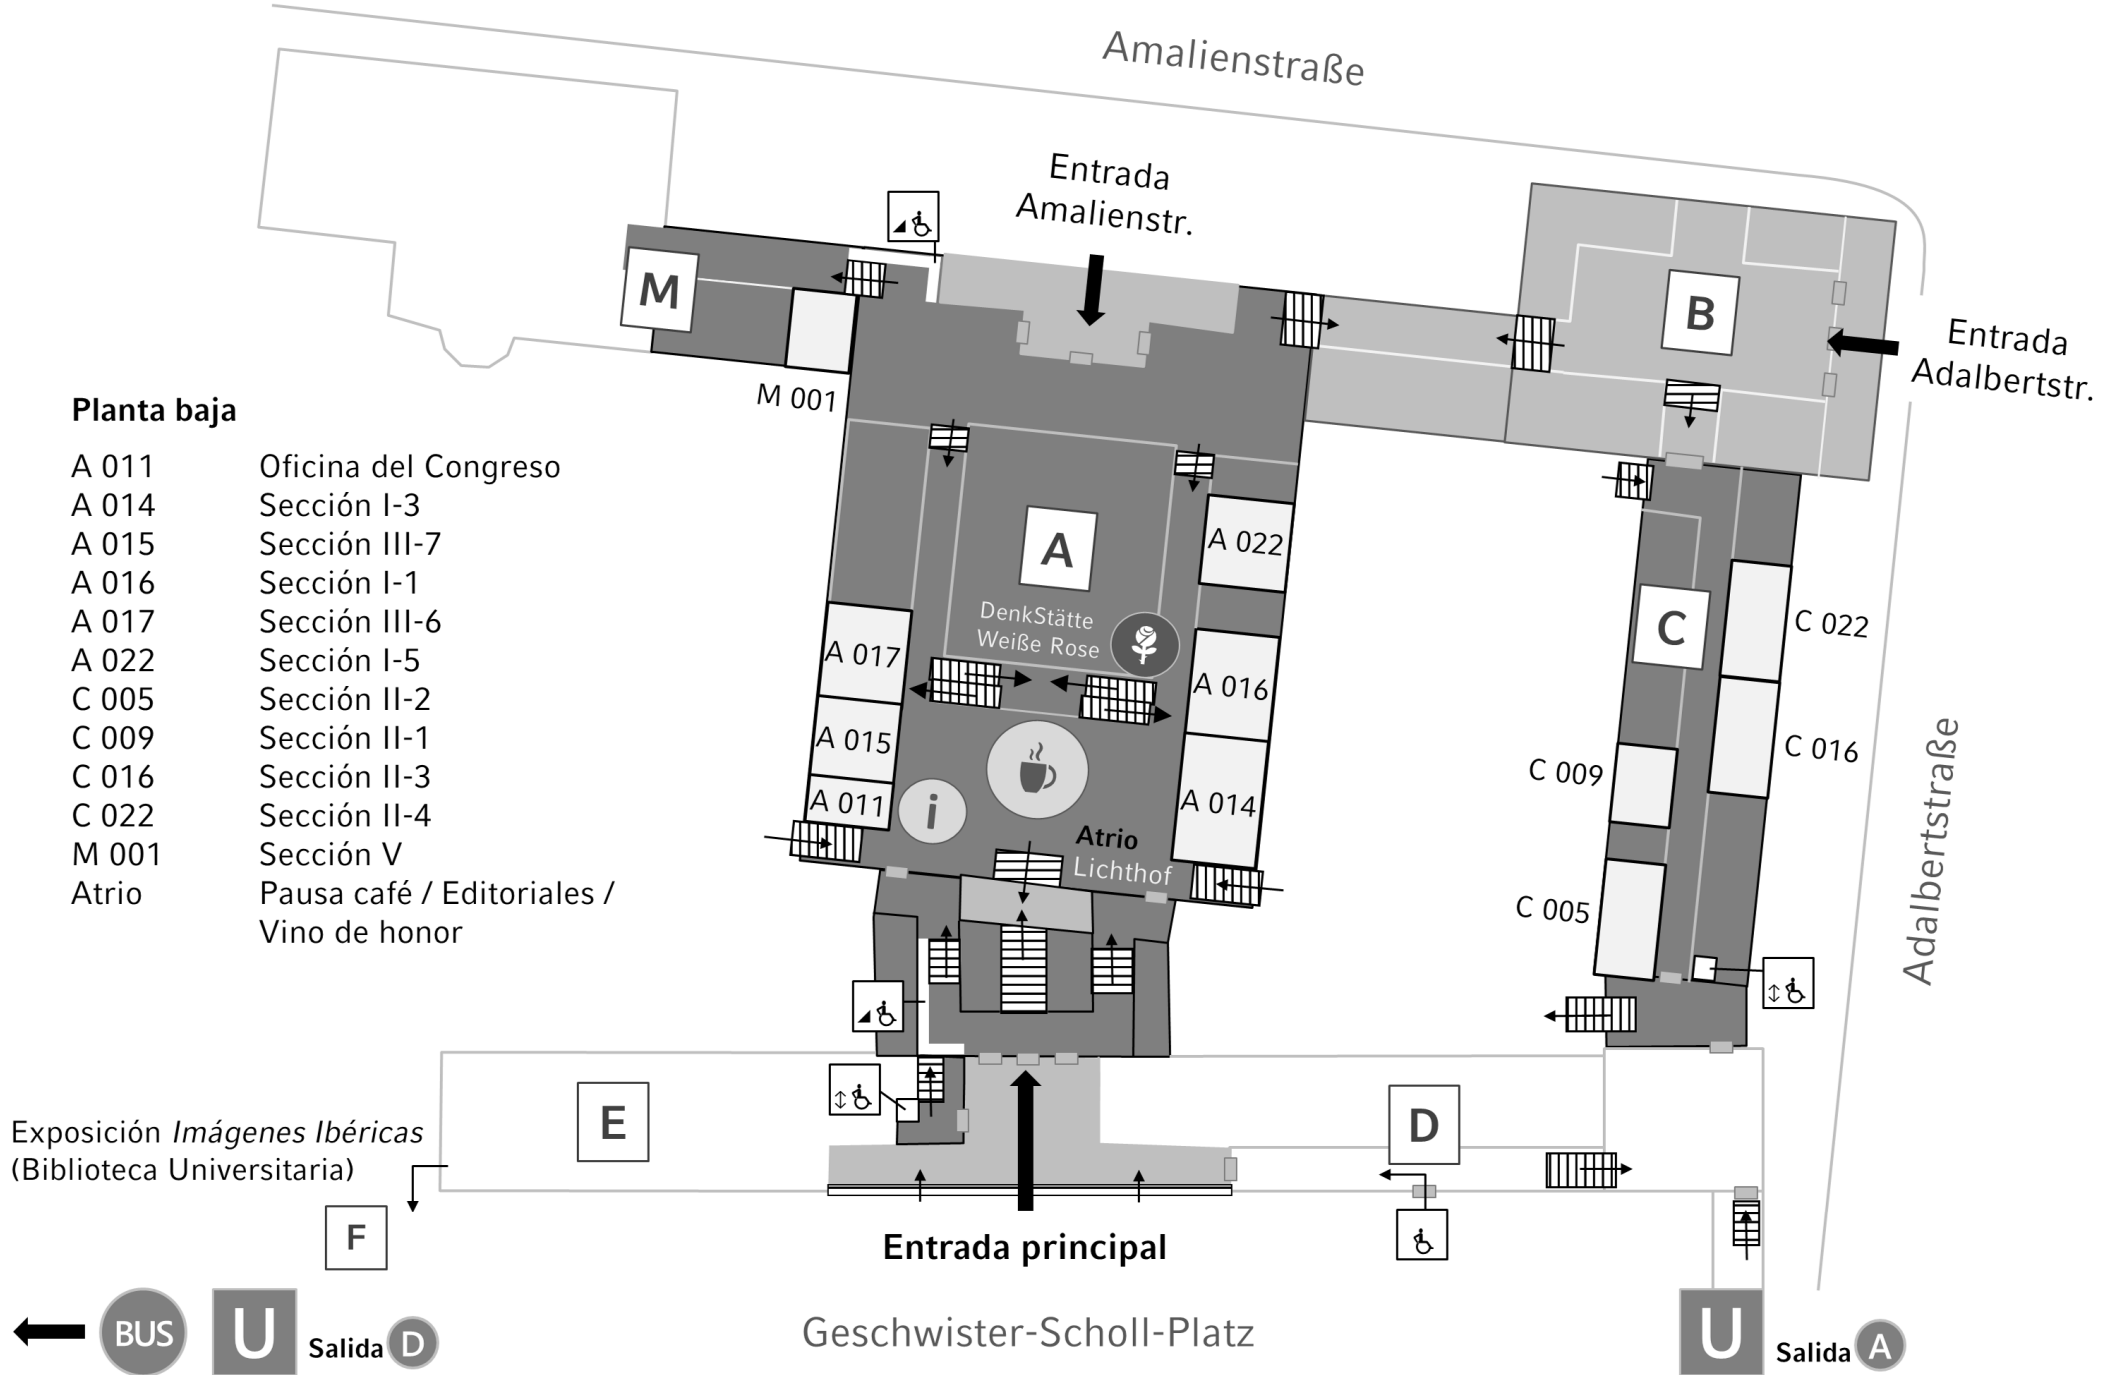 Amalienstraße
Entrada
Amalienstr.
M
B
Entrada
Adalbertstr.
M 001
Planta baja
A 011 Oficina del Congreso
A 014 Sección I-3
A 015 Sección III-7
A 016 Sección I-1
A 017 Sección III-6
A 022 Sección I-5
C 005 Sección II-2
C 009 Sección II-1
C 016 Sección II-3
C 022 Sección II-4
M 001 Sección V
Atrio Pausa café / Editoriales /
Vino de honor
A
A 022
DenkStätte
Weiße Rose
A 017
A 016
A 015
A 014
A 011
i
Atrio
Lichthof
C
C 022
C 016
C 009
C 005
Adalbertstraße
E
D
Exposición Imágenes Ibéricas
(Biblioteca Universitaria)
F
Entrada principal
BUS
U
Salida D
Geschwister-Scholl-Platz
U
Salida A